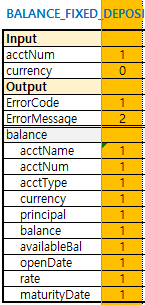 BALANCE_FIXED_DEPOSI
Input
acctNum 1
currency 0
Output
ErrorCode 1
ErrorMessage 2
balance
acctName 1
acctNum 1
acctType 1
currency 1
principal 1
balance 1
availableBal 1
openDate 1
rate 1
maturityDate 1